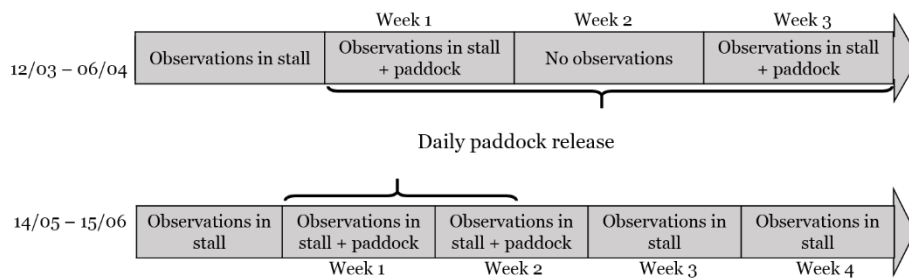 Week 1
Week 2
Week 3
12/03 – 06/04
Observations in stall
Observations in stall
+ paddock
No observations
Observations in stall
+ paddock
Daily paddock release
14/05 – 15/06
Observations in
stall
Observations in
stall + paddock
Observations in
stall + paddock
Observations in
stall
Observations in
stall
Week 1
Week 2
Week 3
Week 4